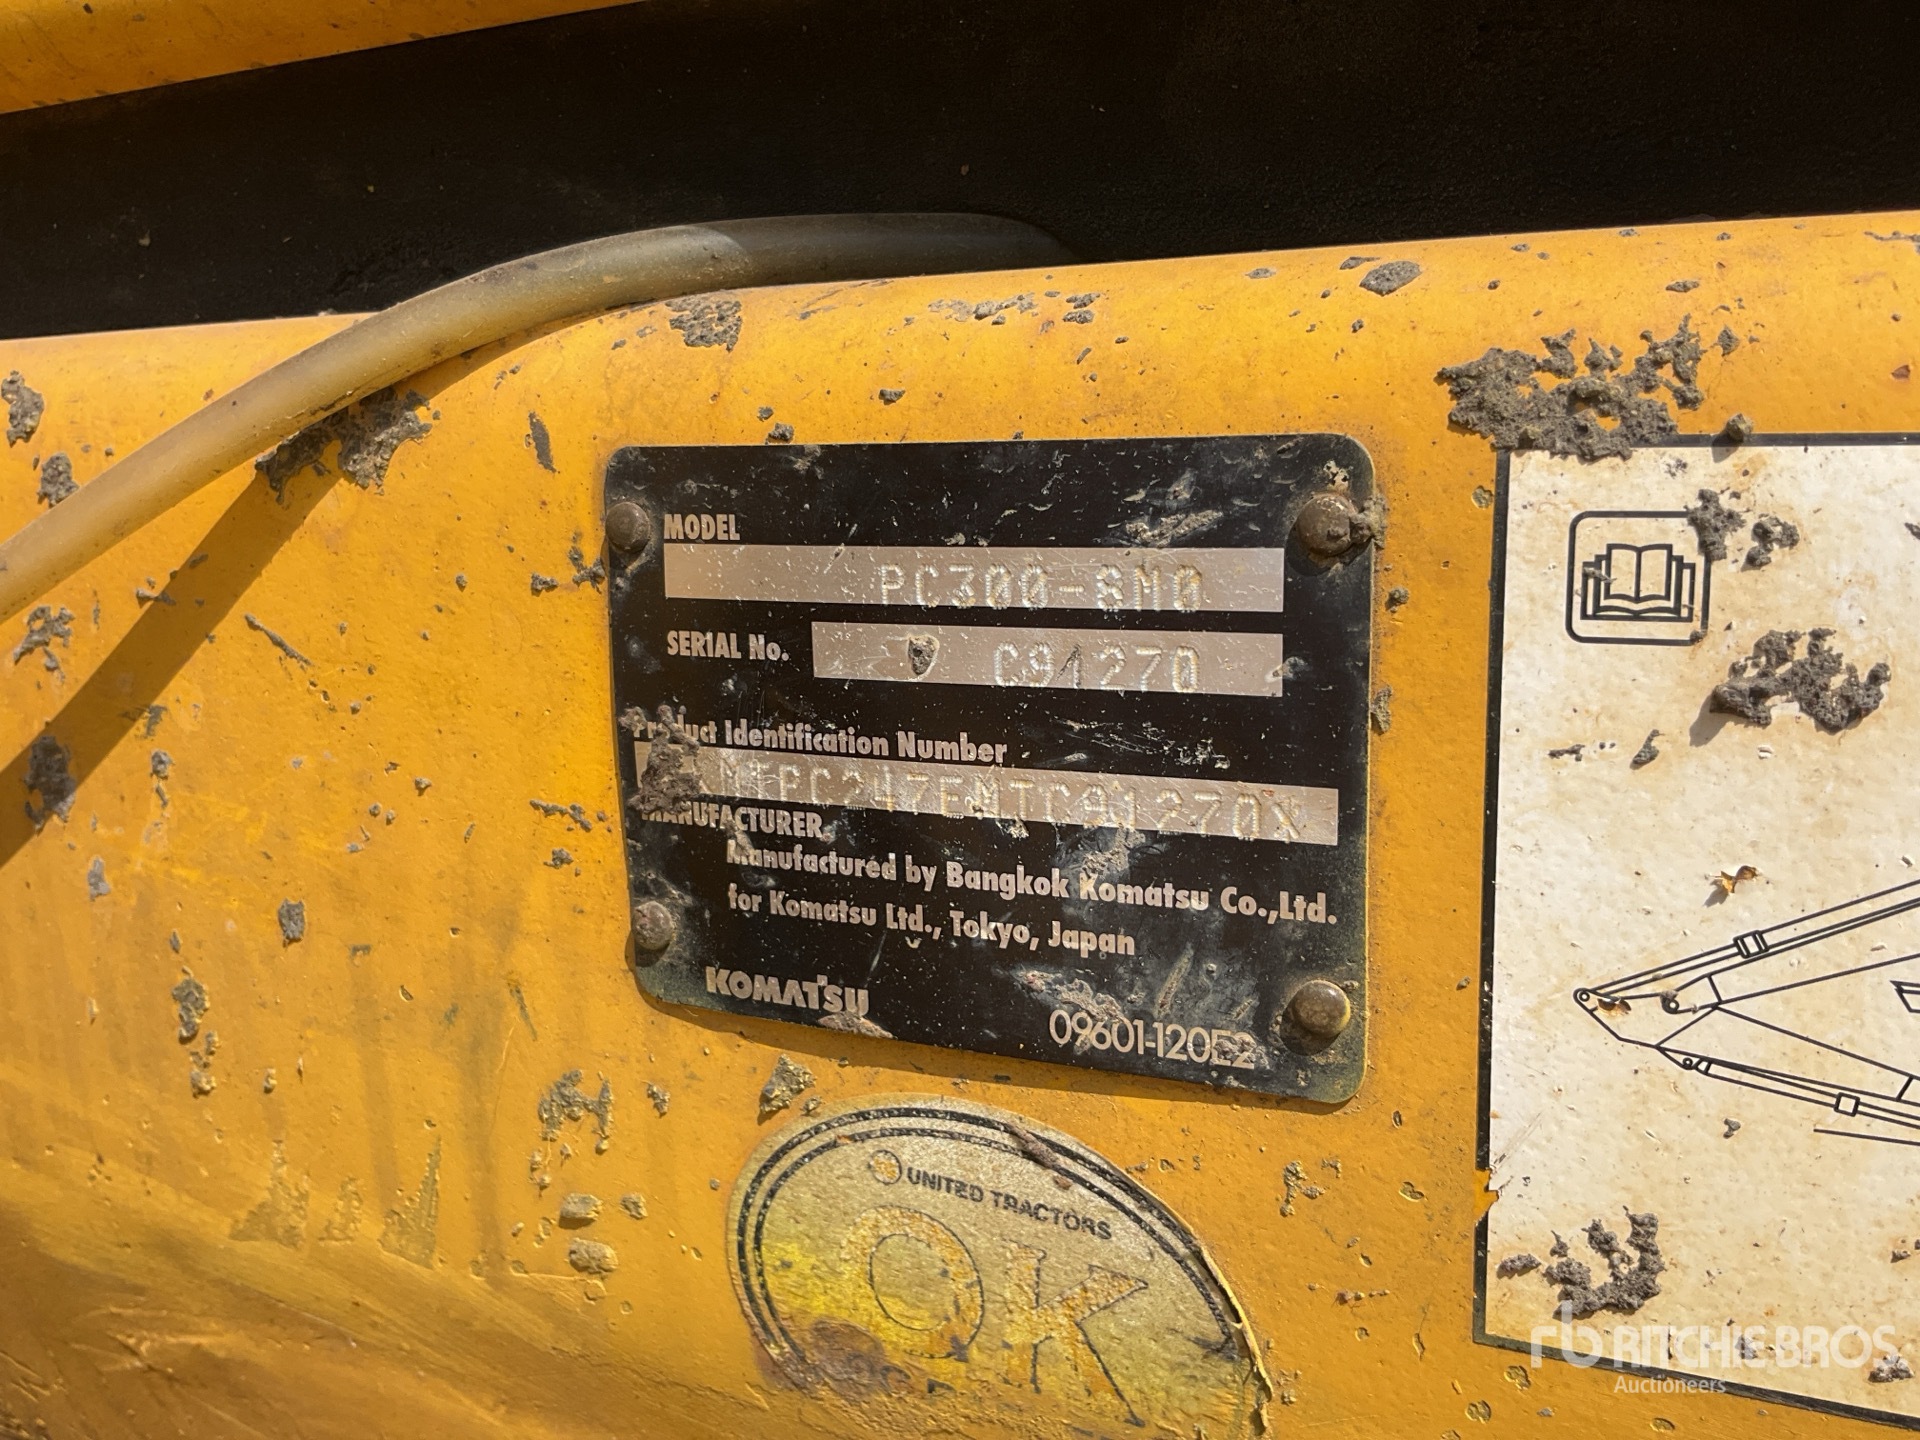 MODEL
PC300-8M0
SERIAL No.
C91270
Product Identification Number
MANUFACTURER
Manufactured by Bangkok Komatsu Co.,Ltd.
for Komatsu Ltd., Tokyo, Japan
KOMATSU
09601-120E2
UNITED TRACTORS
OK
rb RITCHIE BROS
Auctioneers